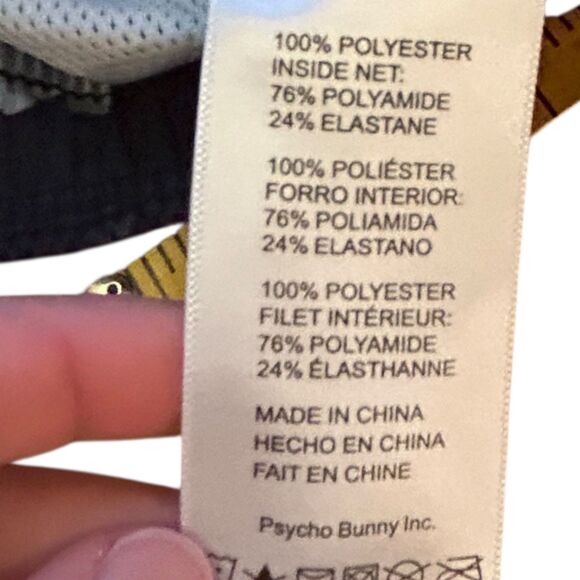 100% POLYESTER
INSIDE NET:
76% POLYAMIDE
24% ELASTANE
100% POLIÉSTER
FORRO INTERIOR:
76% POLIAMIDA
24% ELASTANO
100% POLYESTER
FILET INTÉRIEUR:
76% POLYAMIDE
24% ÉLASTHANNE
MADE IN CHINA
HECHO EN CHINA
FAIT EN CHINE
Psycho Bunny Inc.